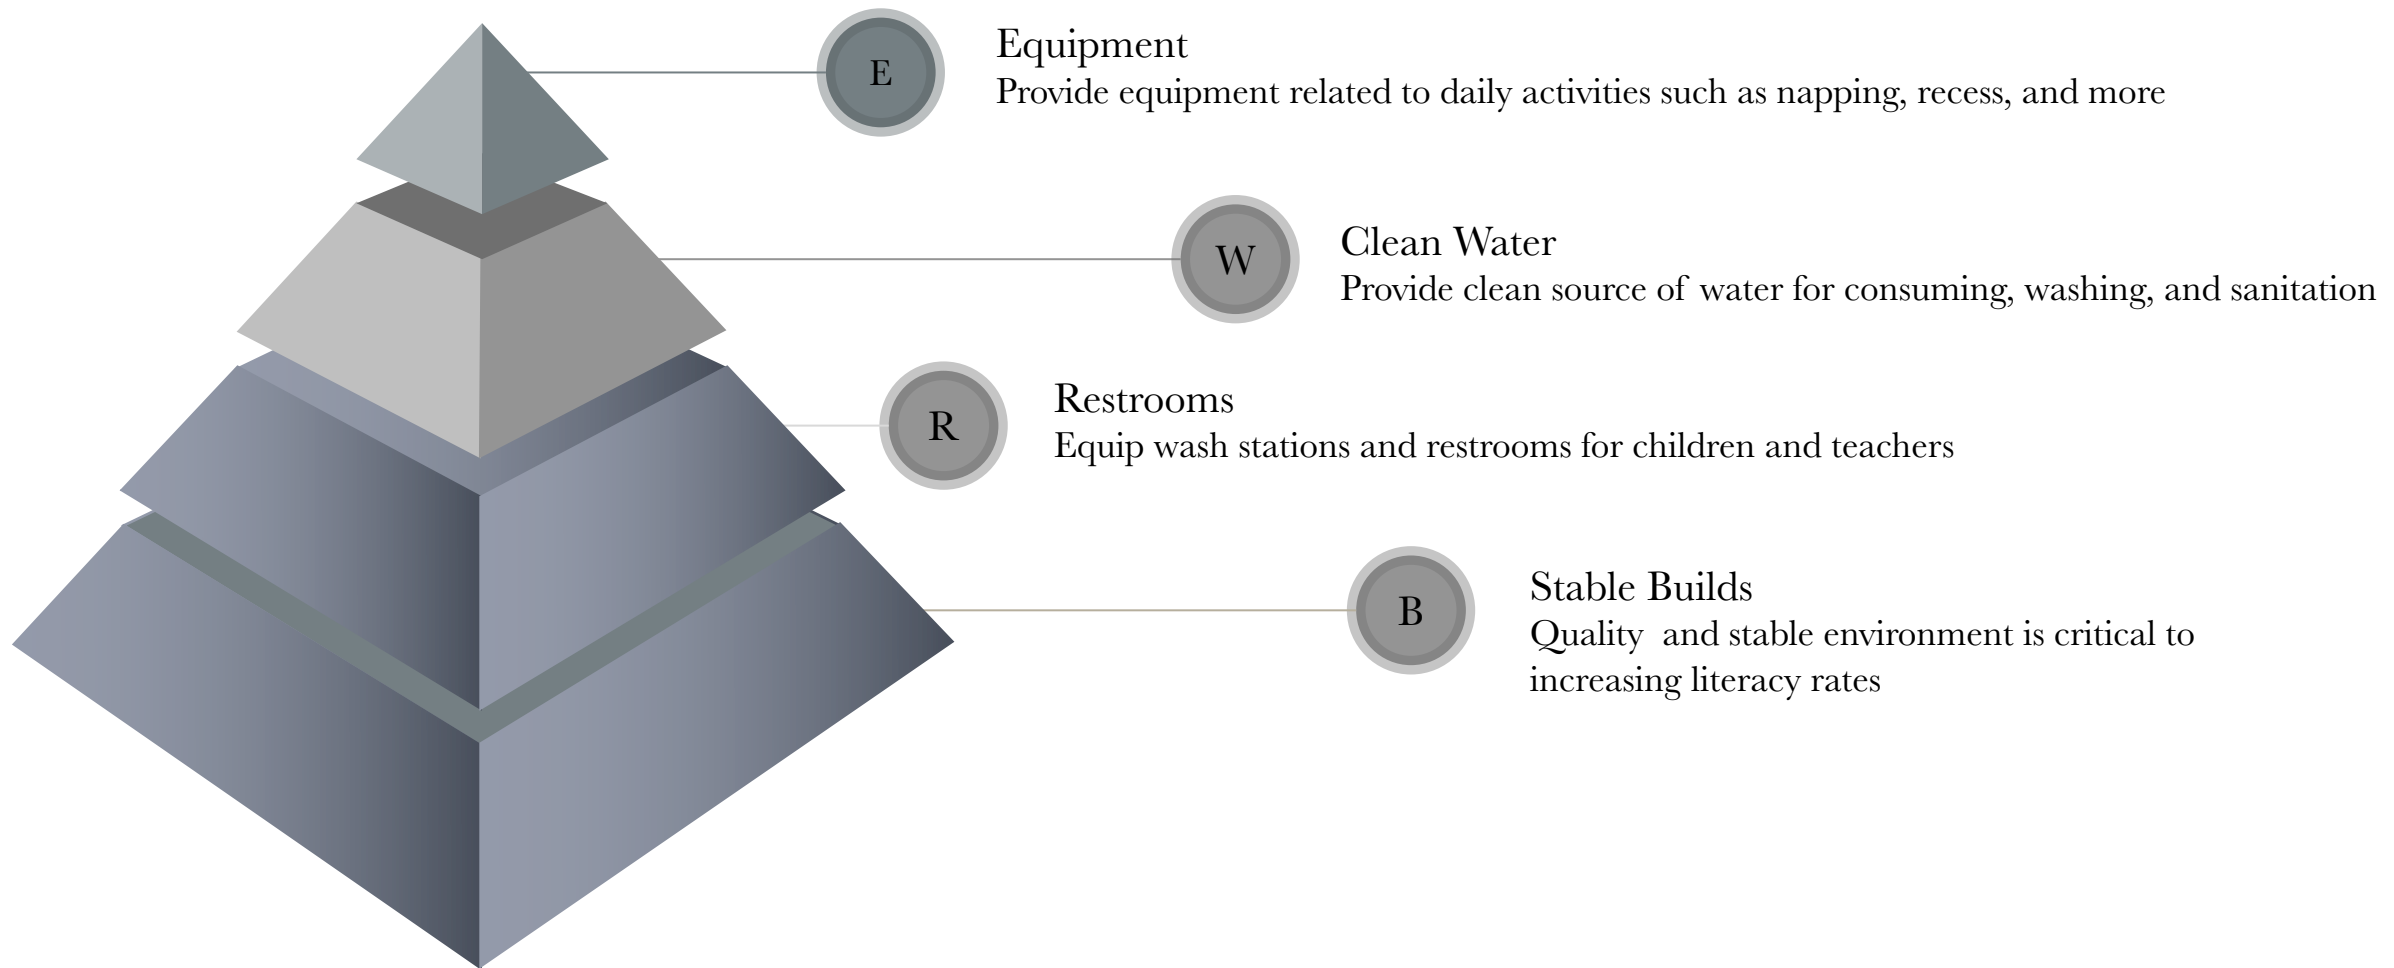 E
Equipment
Provide equipment related to daily activities such as napping, recess, and more
W
Clean Water
Provide clean source of water for consuming, washing, and sanitation
R
Restrooms
Equip wash stations and restrooms for children and teachers
B
Stable Builds
Quality and stable environment is critical to
increasing literacy rates